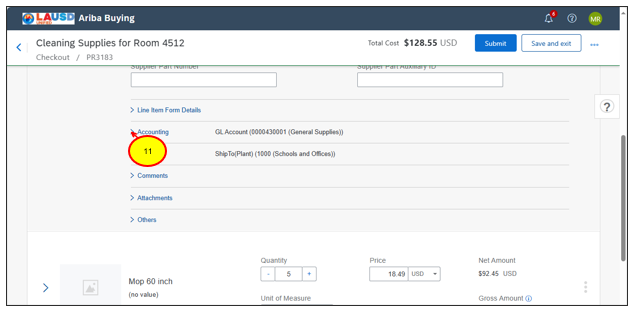 LAUSD UNIFIED Ariba Buying 6 MR
Cleaning Supplies for Room 4512 Total Cost $128.55 USD Submit Save and exit
Checkout / PR3183
Supplier Part Number Supplier Part Auxiliary ID
?
Line Item Form Details
Accounting GL Account (0000430001 (General Supplies))
11 ShipTo(Plant) (1000 (Schools and Offices))
Comments
Attachments
Others
Quantity Price Net Amount
- 5 + 18.49 USD $92.45 USD
Mop 60 inch
(no value)
Unit of Measure Gross Amount